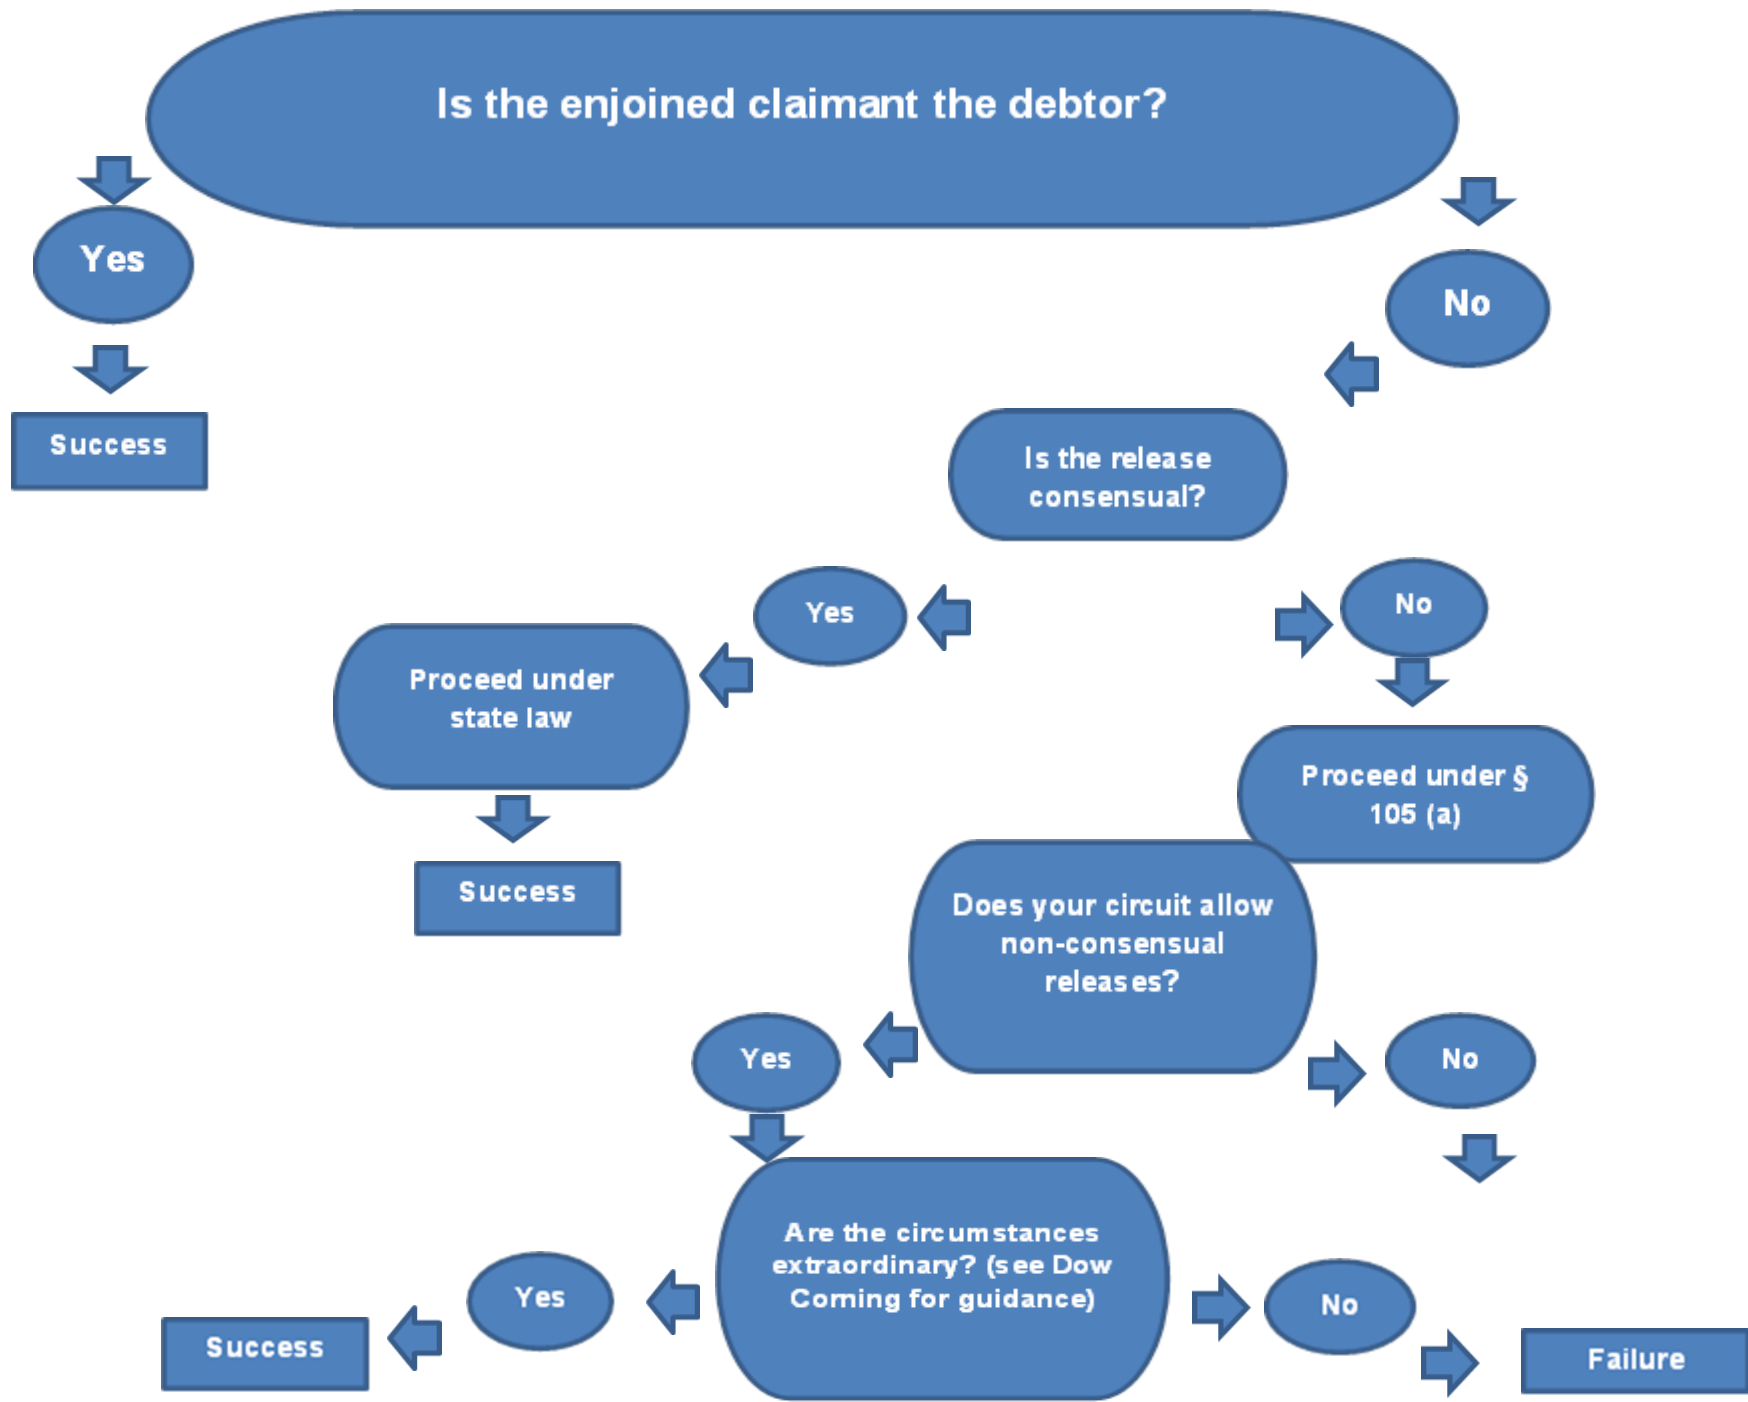 Is the enjoined claimant the debtor?
Yes
No
Success
Is the release
consensual?
Yes
No
Proceed under
state law
Proceed under §
105 (a)
Success
Does your circuit allow
non-consensual
releases?
Yes
No
Are the circumstances
extraordinary? (see Dow
Corning for guidance)
Yes
No
Success
Failure